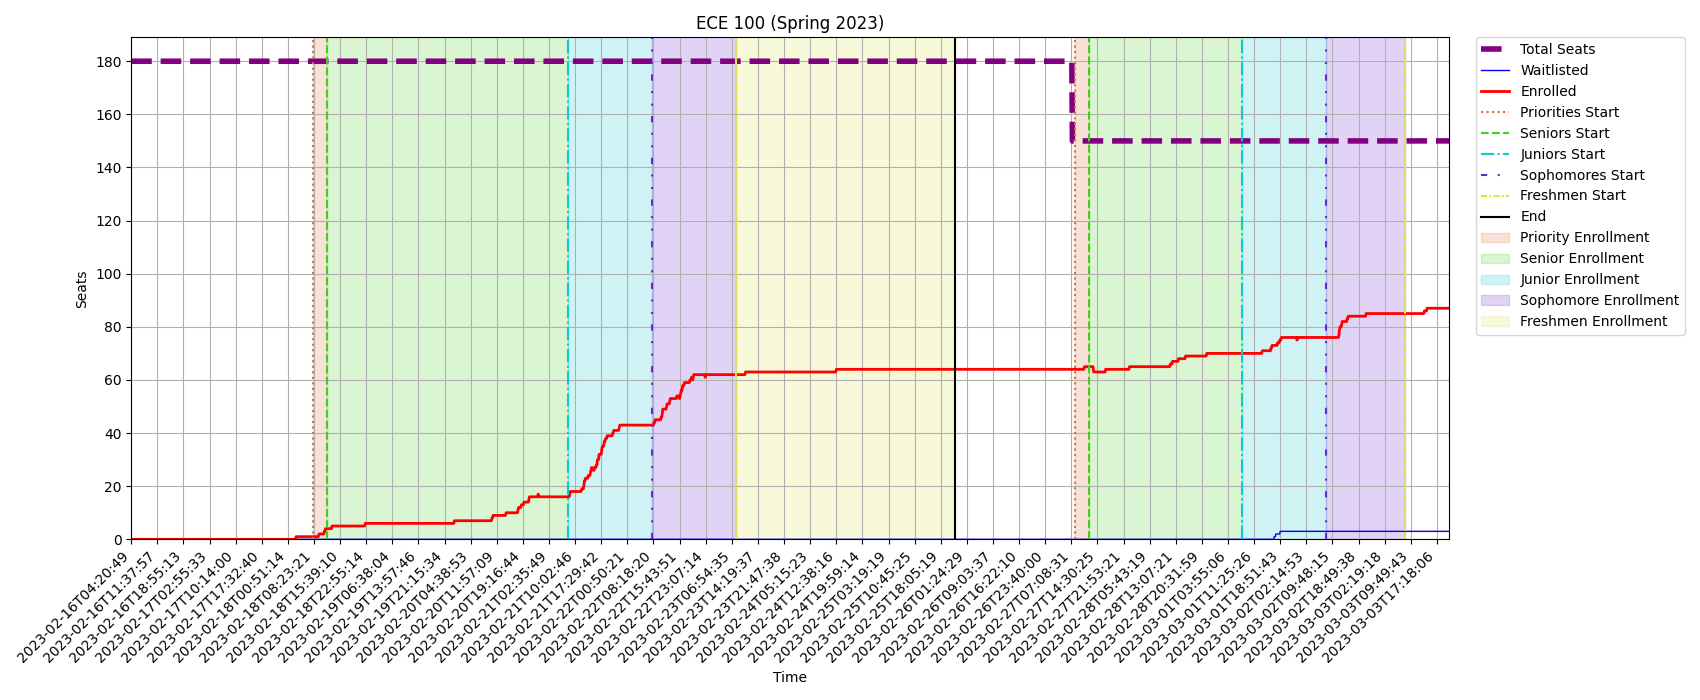 ECE 100 (Spring 2023)
Seats
180
160
140
120
100
80
60
40
20
0
2023-02-16T04:20:49
2023-02-16T11:37:57
2023-02-16T18:55:13
2023-02-17T02:55:33
2023-02-17T10:14:00
2023-02-17T17:32:40
2023-02-18T00:51:14
2023-02-18T08:23:21
2023-02-18T15:39:10
2023-02-18T22:55:14
2023-02-19T06:38:04
2023-02-19T13:57:46
2023-02-19T21:15:34
2023-02-20T04:38:53
2023-02-20T11:57:09
2023-02-20T19:16:44
2023-02-21T02:35:49
2023-02-21T10:02:46
2023-02-21T17:29:42
2023-02-22T00:50:21
2023-02-22T08:18:20
2023-02-22T15:43:51
2023-02-22T23:07:14
2023-02-23T06:54:35
2023-02-23T14:19:37
2023-02-23T21:47:38
2023-02-24T05:15:23
2023-02-24T12:38:16
2023-02-24T19:59:14
2023-02-25T03:19:19
2023-02-25T10:45:25
2023-02-25T18:05:19
2023-02-26T01:24:29
2023-02-26T09:03:37
2023-02-26T16:22:10
2023-02-26T23:40:00
2023-02-27T07:08:31
2023-02-27T14:30:25
2023-02-27T21:53:21
2023-02-28T05:43:19
2023-02-28T13:07:21
2023-02-28T20:31:59
2023-03-01T03:55:06
2023-03-01T11:25:26
2023-03-01T18:51:43
2023-03-02T02:14:53
2023-03-02T09:48:15
2023-03-02T18:49:38
2023-03-03T02:19:18
2023-03-03T09:49:43
2023-03-03T17:18:06
Time
Total Seats
Waitlisted
Enrolled
Priorities Start
Seniors Start
Juniors Start
Sophomores Start
Freshmen Start
End
Priority Enrollment
Senior Enrollment
Junior Enrollment
Sophomore Enrollment
Freshmen Enrollment